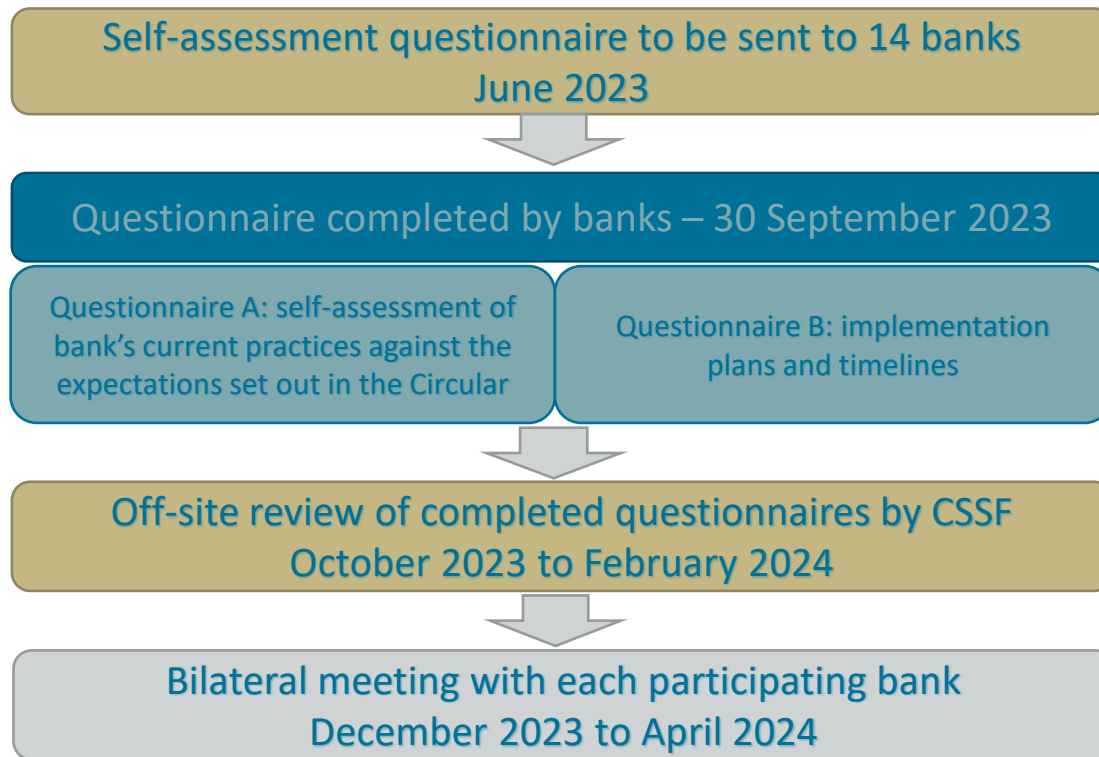 Self-assessment questionnaire to be sent to 14 banks
June 2023
Questionnaire completed by banks – 30 September 2023
Questionnaire A: self-assessment of
bank's current practices against the
expectations set out in the Circular
Questionnaire B: implementation
plans and timelines
Off-site review of completed questionnaires by CSSF
October 2023 to February 2024
Bilateral meeting with each participating bank
December 2023 to April 2024